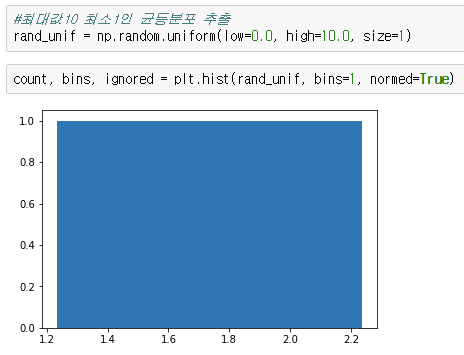 #최대값10 최소1인 균등분포 추출
rand_unif = np.random.uniform(low=0.0, high=10.0, size=1)
count, bins, ignored = plt.hist(rand_unif, bins=1, normed=True)
1.0
0.8
0.6
0.4
0.2
0.0
1.2 1.4 1.6 1.8 2.0 2.2